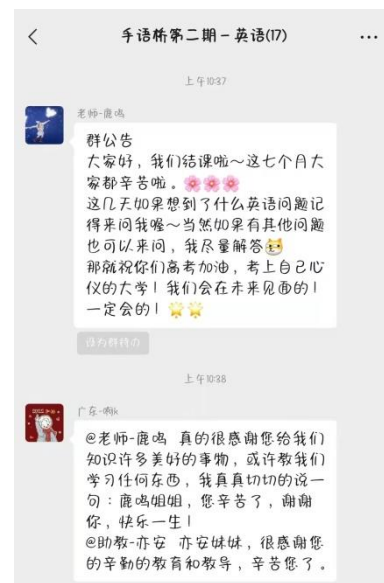 手语桥第二期-英语(17)
上午10:37
老师-鹿鸣
群公告
大家好，我们结课啦～这七个月大
家都辛苦啦。🌸🌸🌸
这几天如果想到了什么英语问题记
得来问我喔～当然如果有其他问题
也可以来问，我尽量解答🐱
那就祝你们高考加油，考上自己心
仪的大学！我们会在未来见面的！
一定会的！🌟🌟
设为群待办
上午10:38
@老师-鹿鸣 真的很感谢您给我们
知识许多美好的事物，或许教我们
学习任何东西，我真真切切的说一
句：鹿鸣姐姐，您辛苦了，谢谢
你，快乐一生！
@助教-亦安 亦安妹妹，很感谢您
的辛勤的教育和教导，辛苦您了。